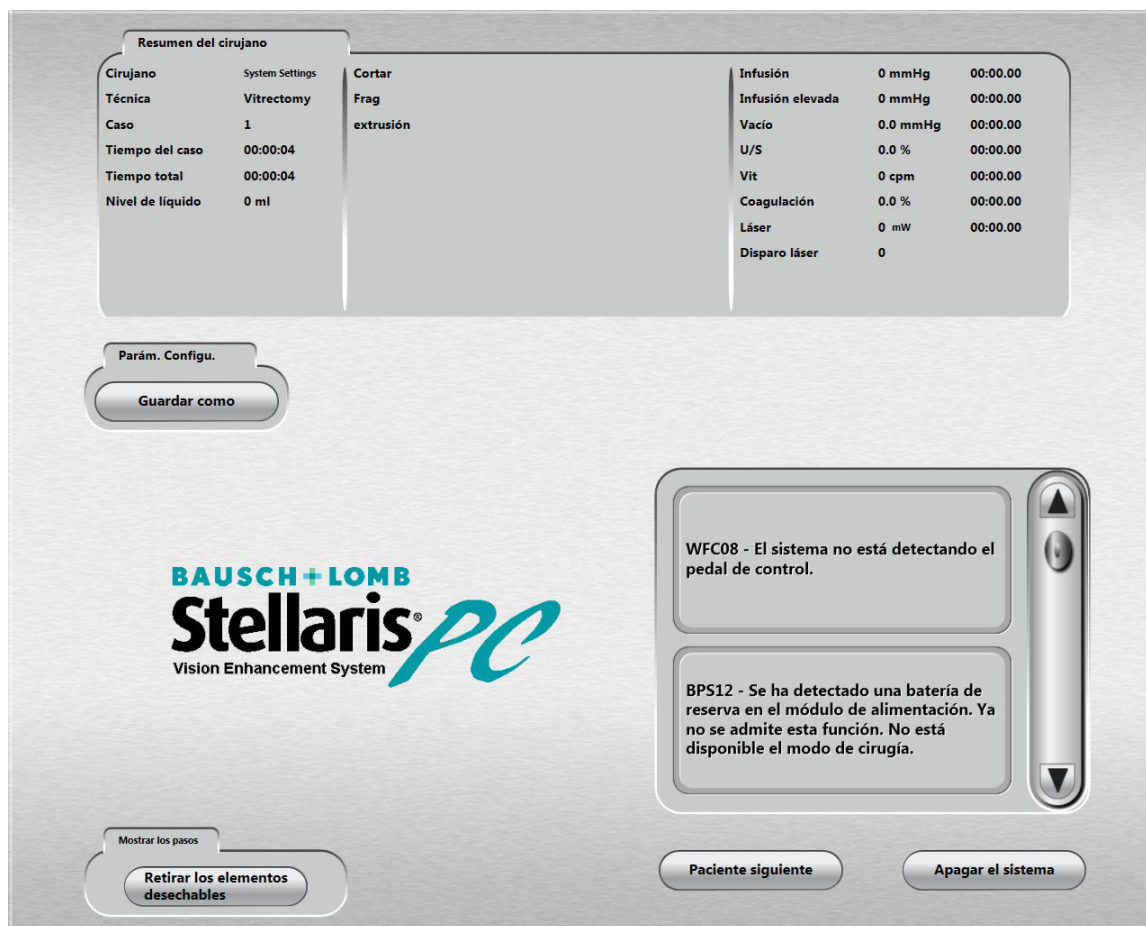 Resumen del cirujano
Cirujano System Settings
Técnica Vitrectomy
Caso 1
Tiempo del caso 00:00:04
Tiempo total 00:00:04
Nivel de líquido 0 ml
Cortar
Frag
extrusión
Infusión 0 mmHg 00:00.00
Infusión elevada 0 mmHg 00:00.00
Vacío 0.0 mmHg 00:00.00
U/S 0.0 % 00:00.00
Vit 0 cpm 00:00.00
Coagulación 0.0 % 00:00.00
Láser 0 mW 00:00.00
Disparo láser 0
Parám. Configu.
Guardar como
BAUSCH+LOMB
Stellaris® PC
Vision Enhancement System
WFC08 - El sistema no está detectando el
pedal de control.
BPS12 - Se ha detectado una batería de
reserva en el módulo de alimentación. Ya
no se admite esta función. No está
disponible el modo de cirugía.
Mostrar los pasos
Retirar los elementos
desechables
Paciente siguiente
Apagar el sistema